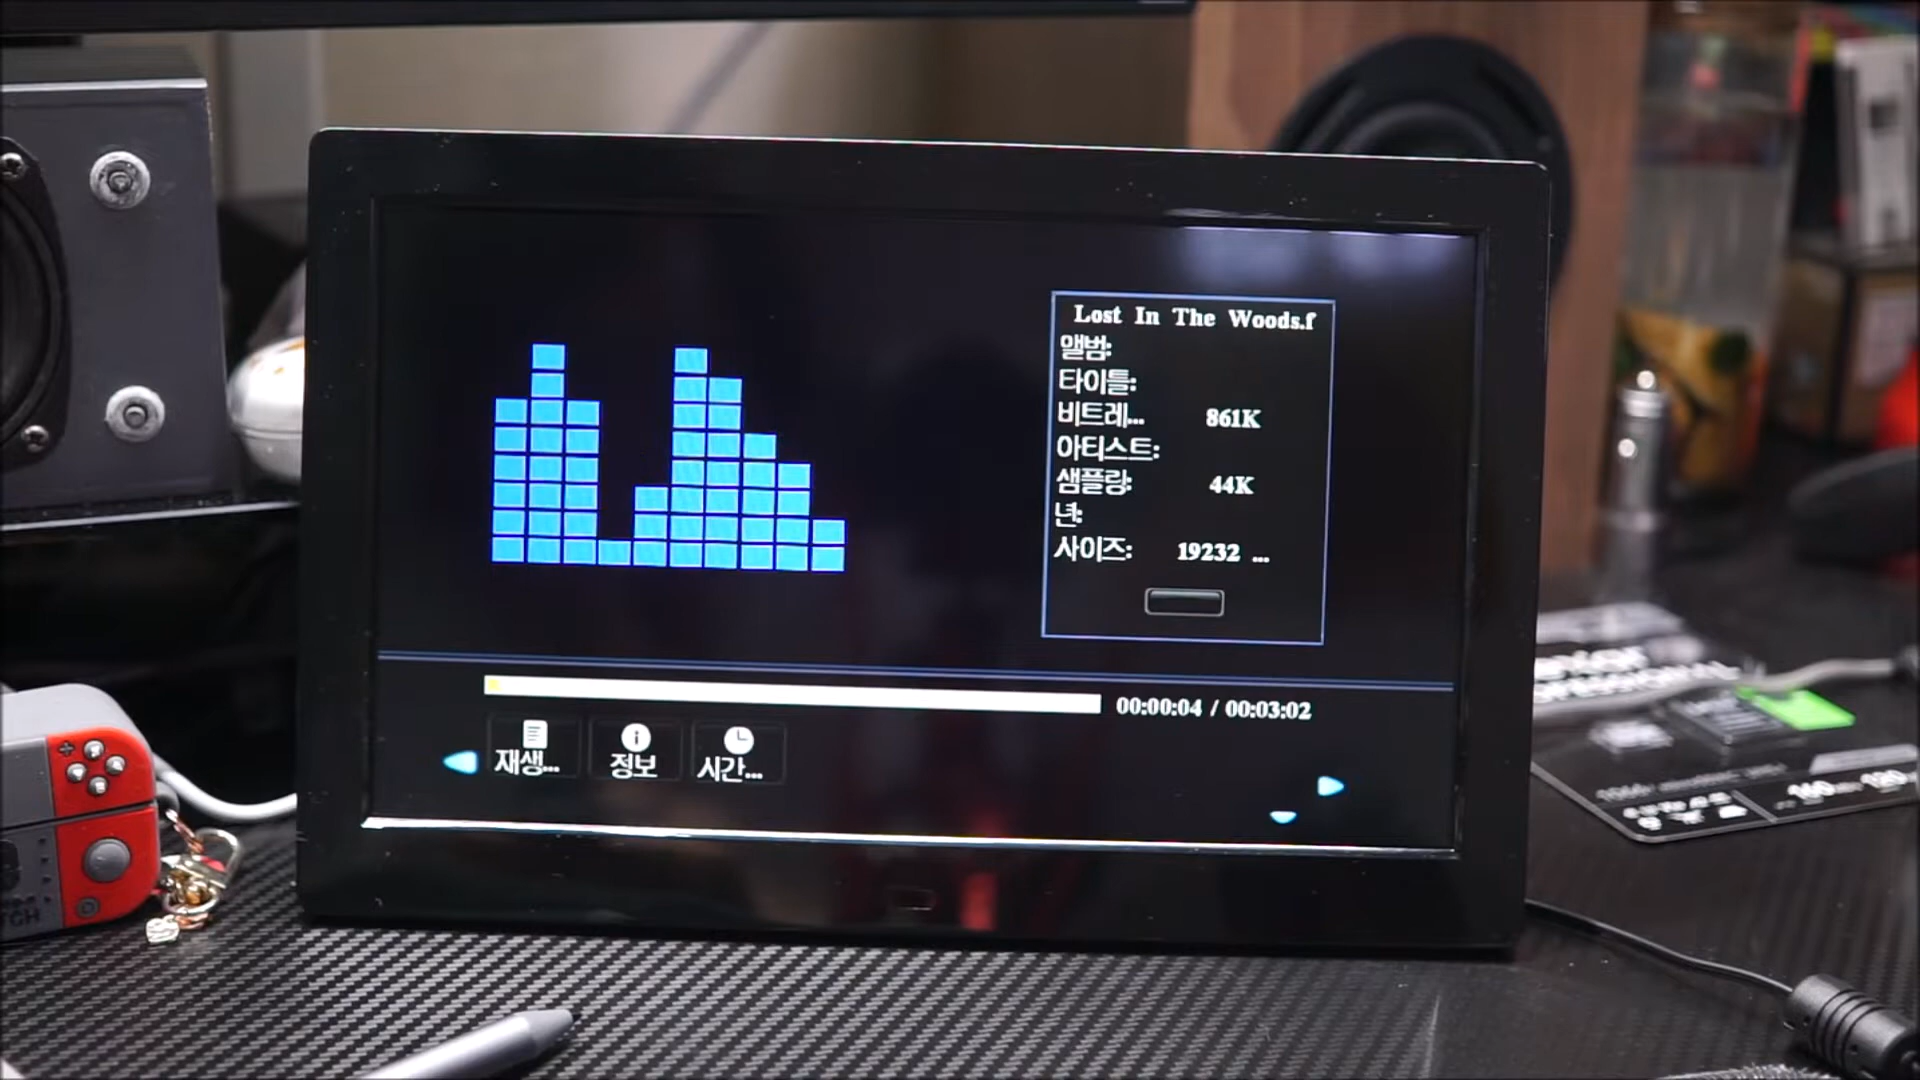 Lost In The Woods.f
앨범:
타이틀:
비트레... 861K
아티스트:
샘플링: 44K
년:
사이즈: 19232 ...
00:00:04 / 00:03:02
재생... 정보 시간...